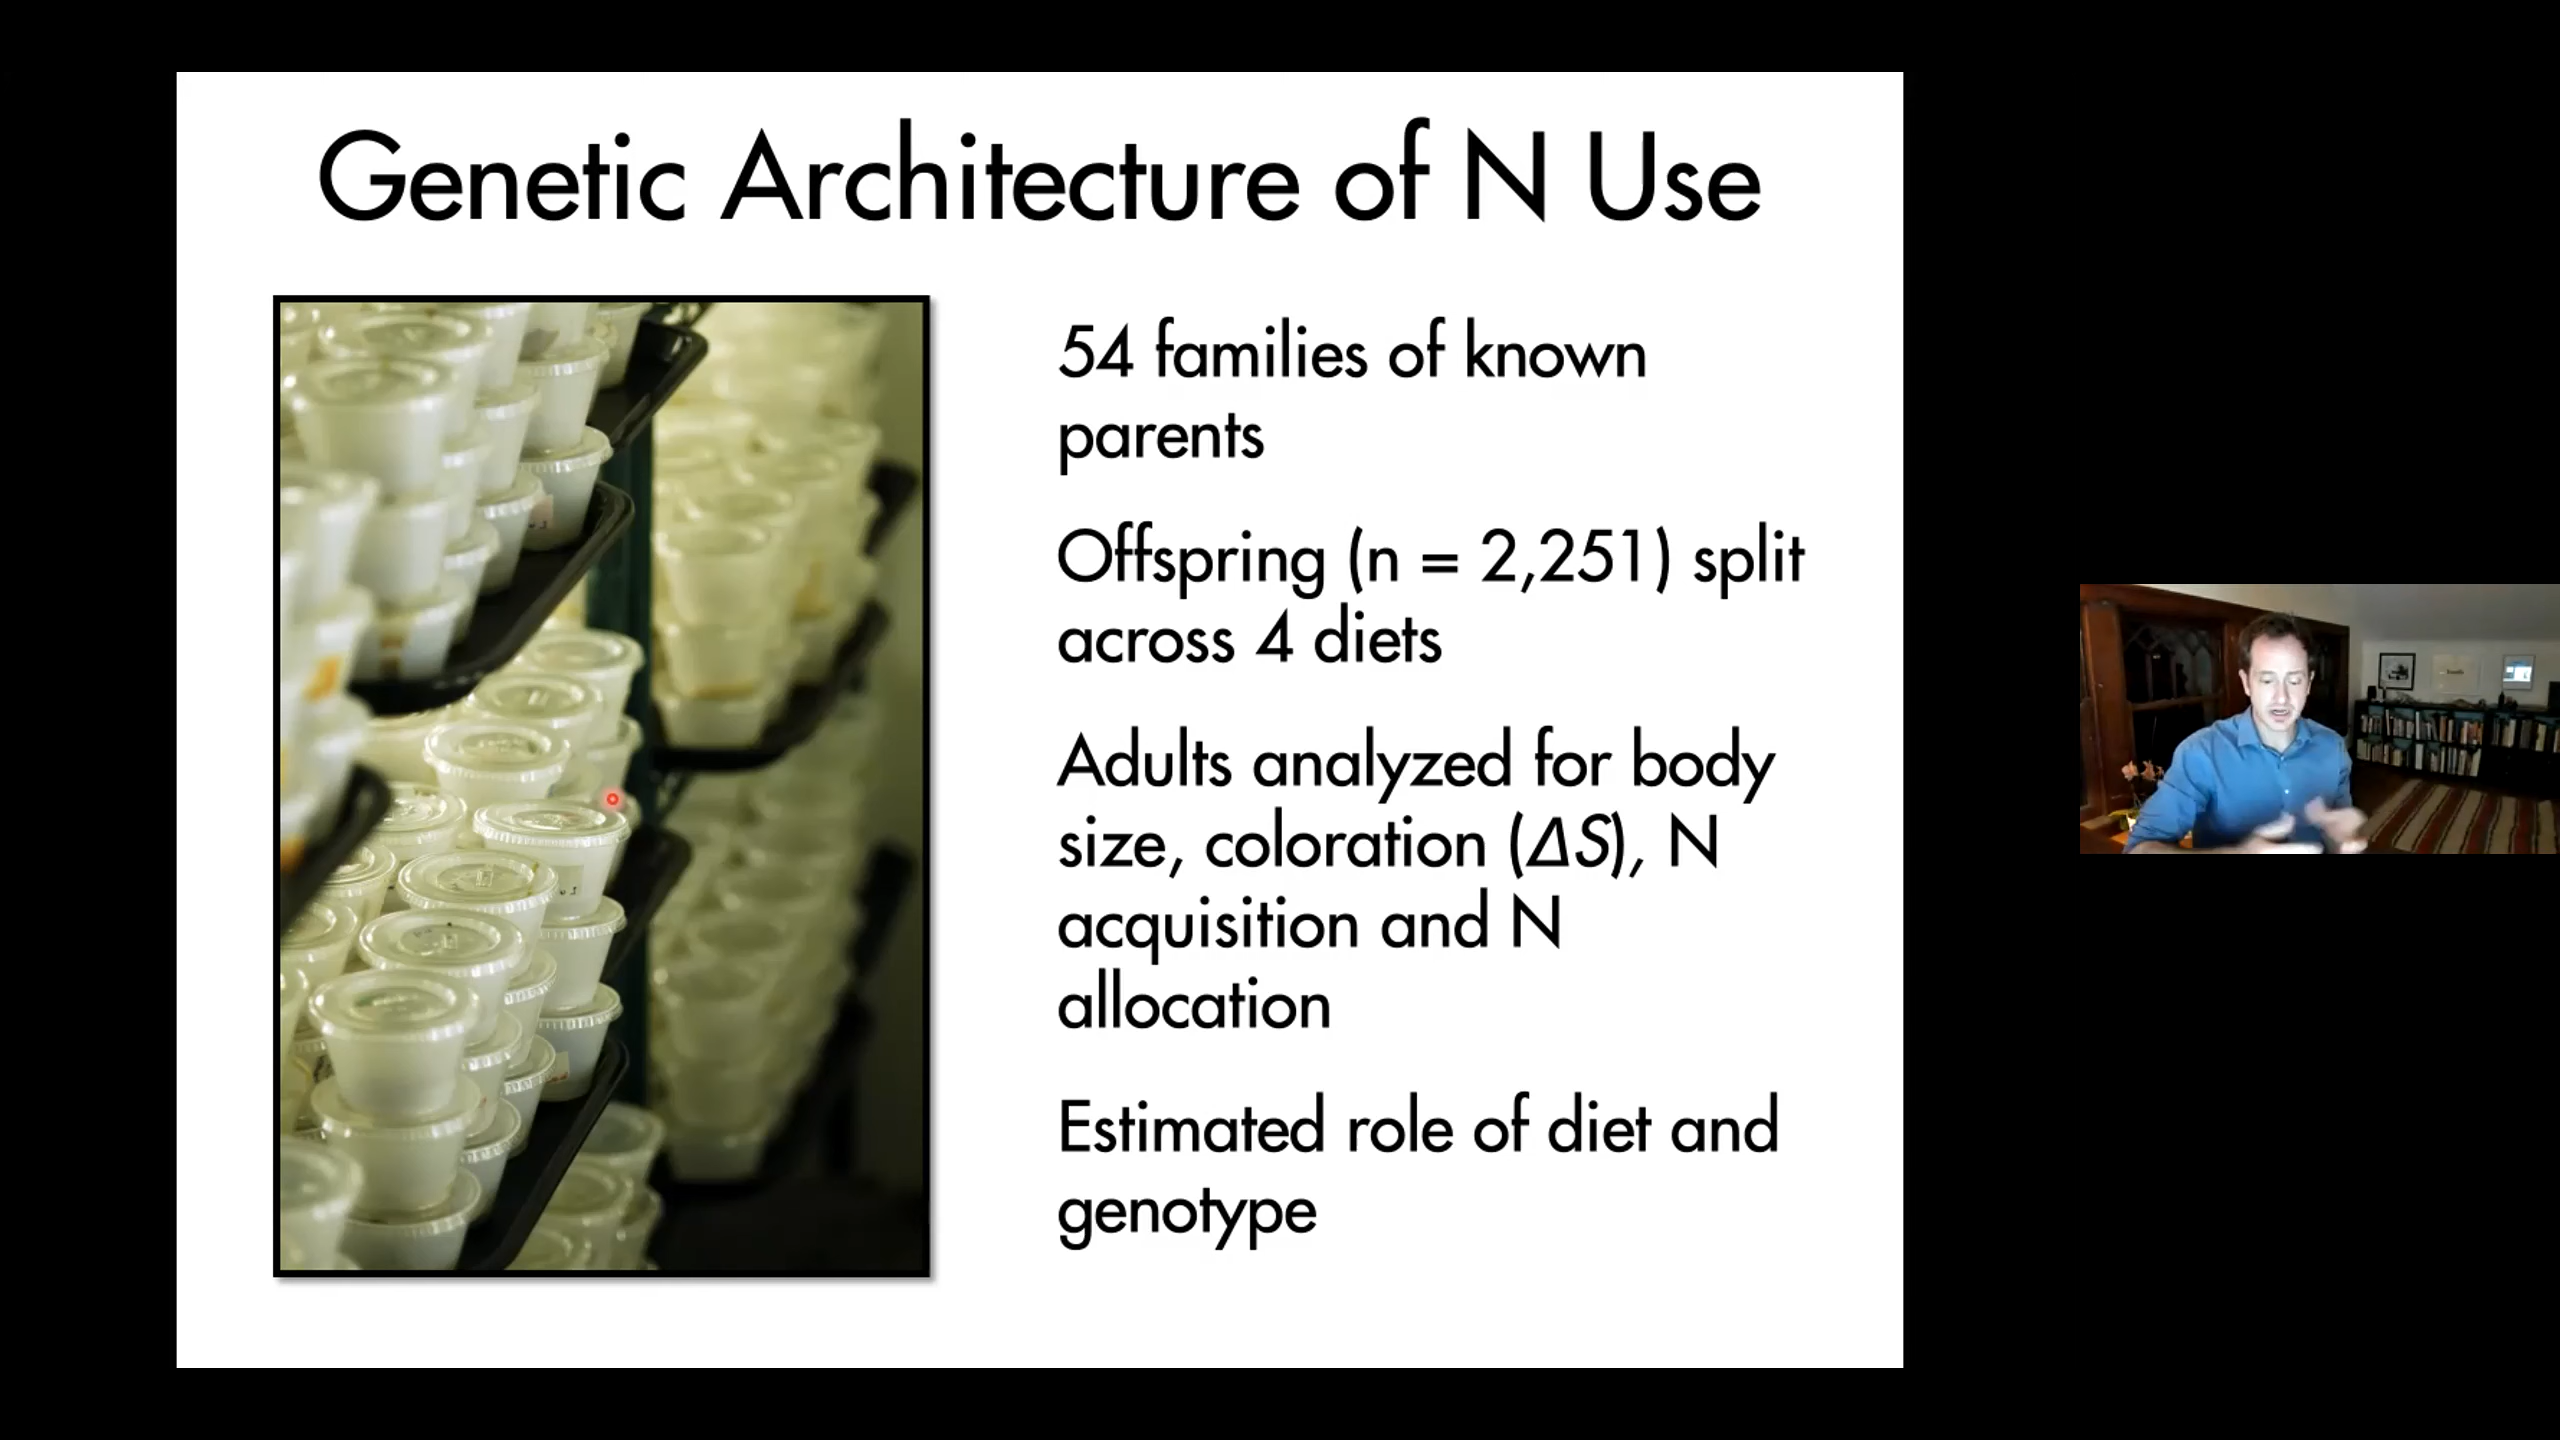 Genetic Architecture of N Use
54 families of known
parents
Offspring (n = 2,251) split
across 4 diets
Adults analyzed for body
size, coloration (ΔS), N
acquisition and N
allocation
Estimated role of diet and
genotype